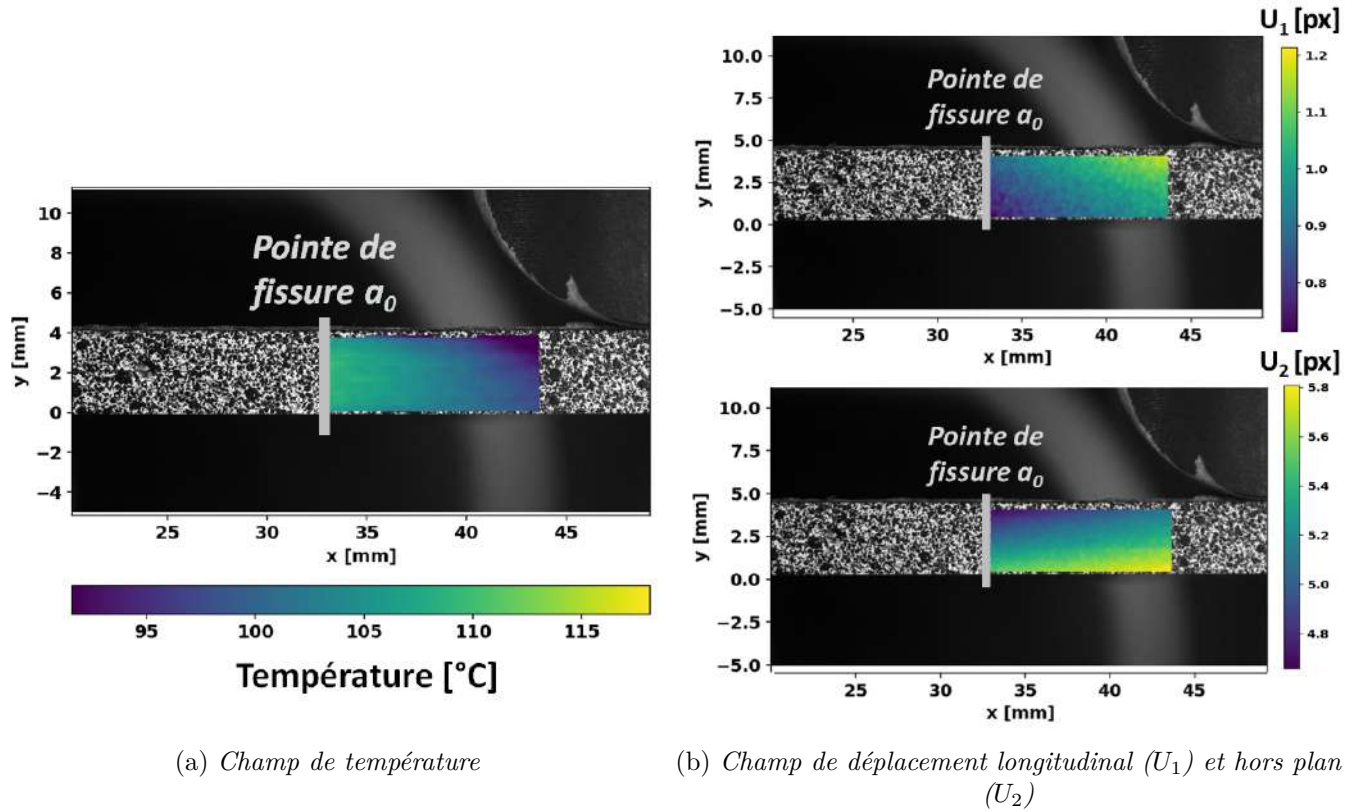 10
8
6
4
2
0
−2
−4
y [mm]
Pointe de
fissure a₀
25
30
35
40
45
x [mm]
95
100
105
110
115
Température [°C]
(a) Champ de température
U₁ [px]
10.0
7.5
5.0
2.5
0.0
−2.5
−5.0
y [mm]
Pointe de
fissure a₀
25
30
35
40
45
x [mm]
1.2
1.1
1.0
0.9
0.8
U₂ [px]
10.0
7.5
5.0
2.5
0.0
−2.5
−5.0
y [mm]
Pointe de
fissure a₀
25
30
35
40
45
x [mm]
5.8
5.6
5.4
5.2
5.0
4.8
(b) Champ de déplacement longitudinal (U₁) et hors plan
(U₂)